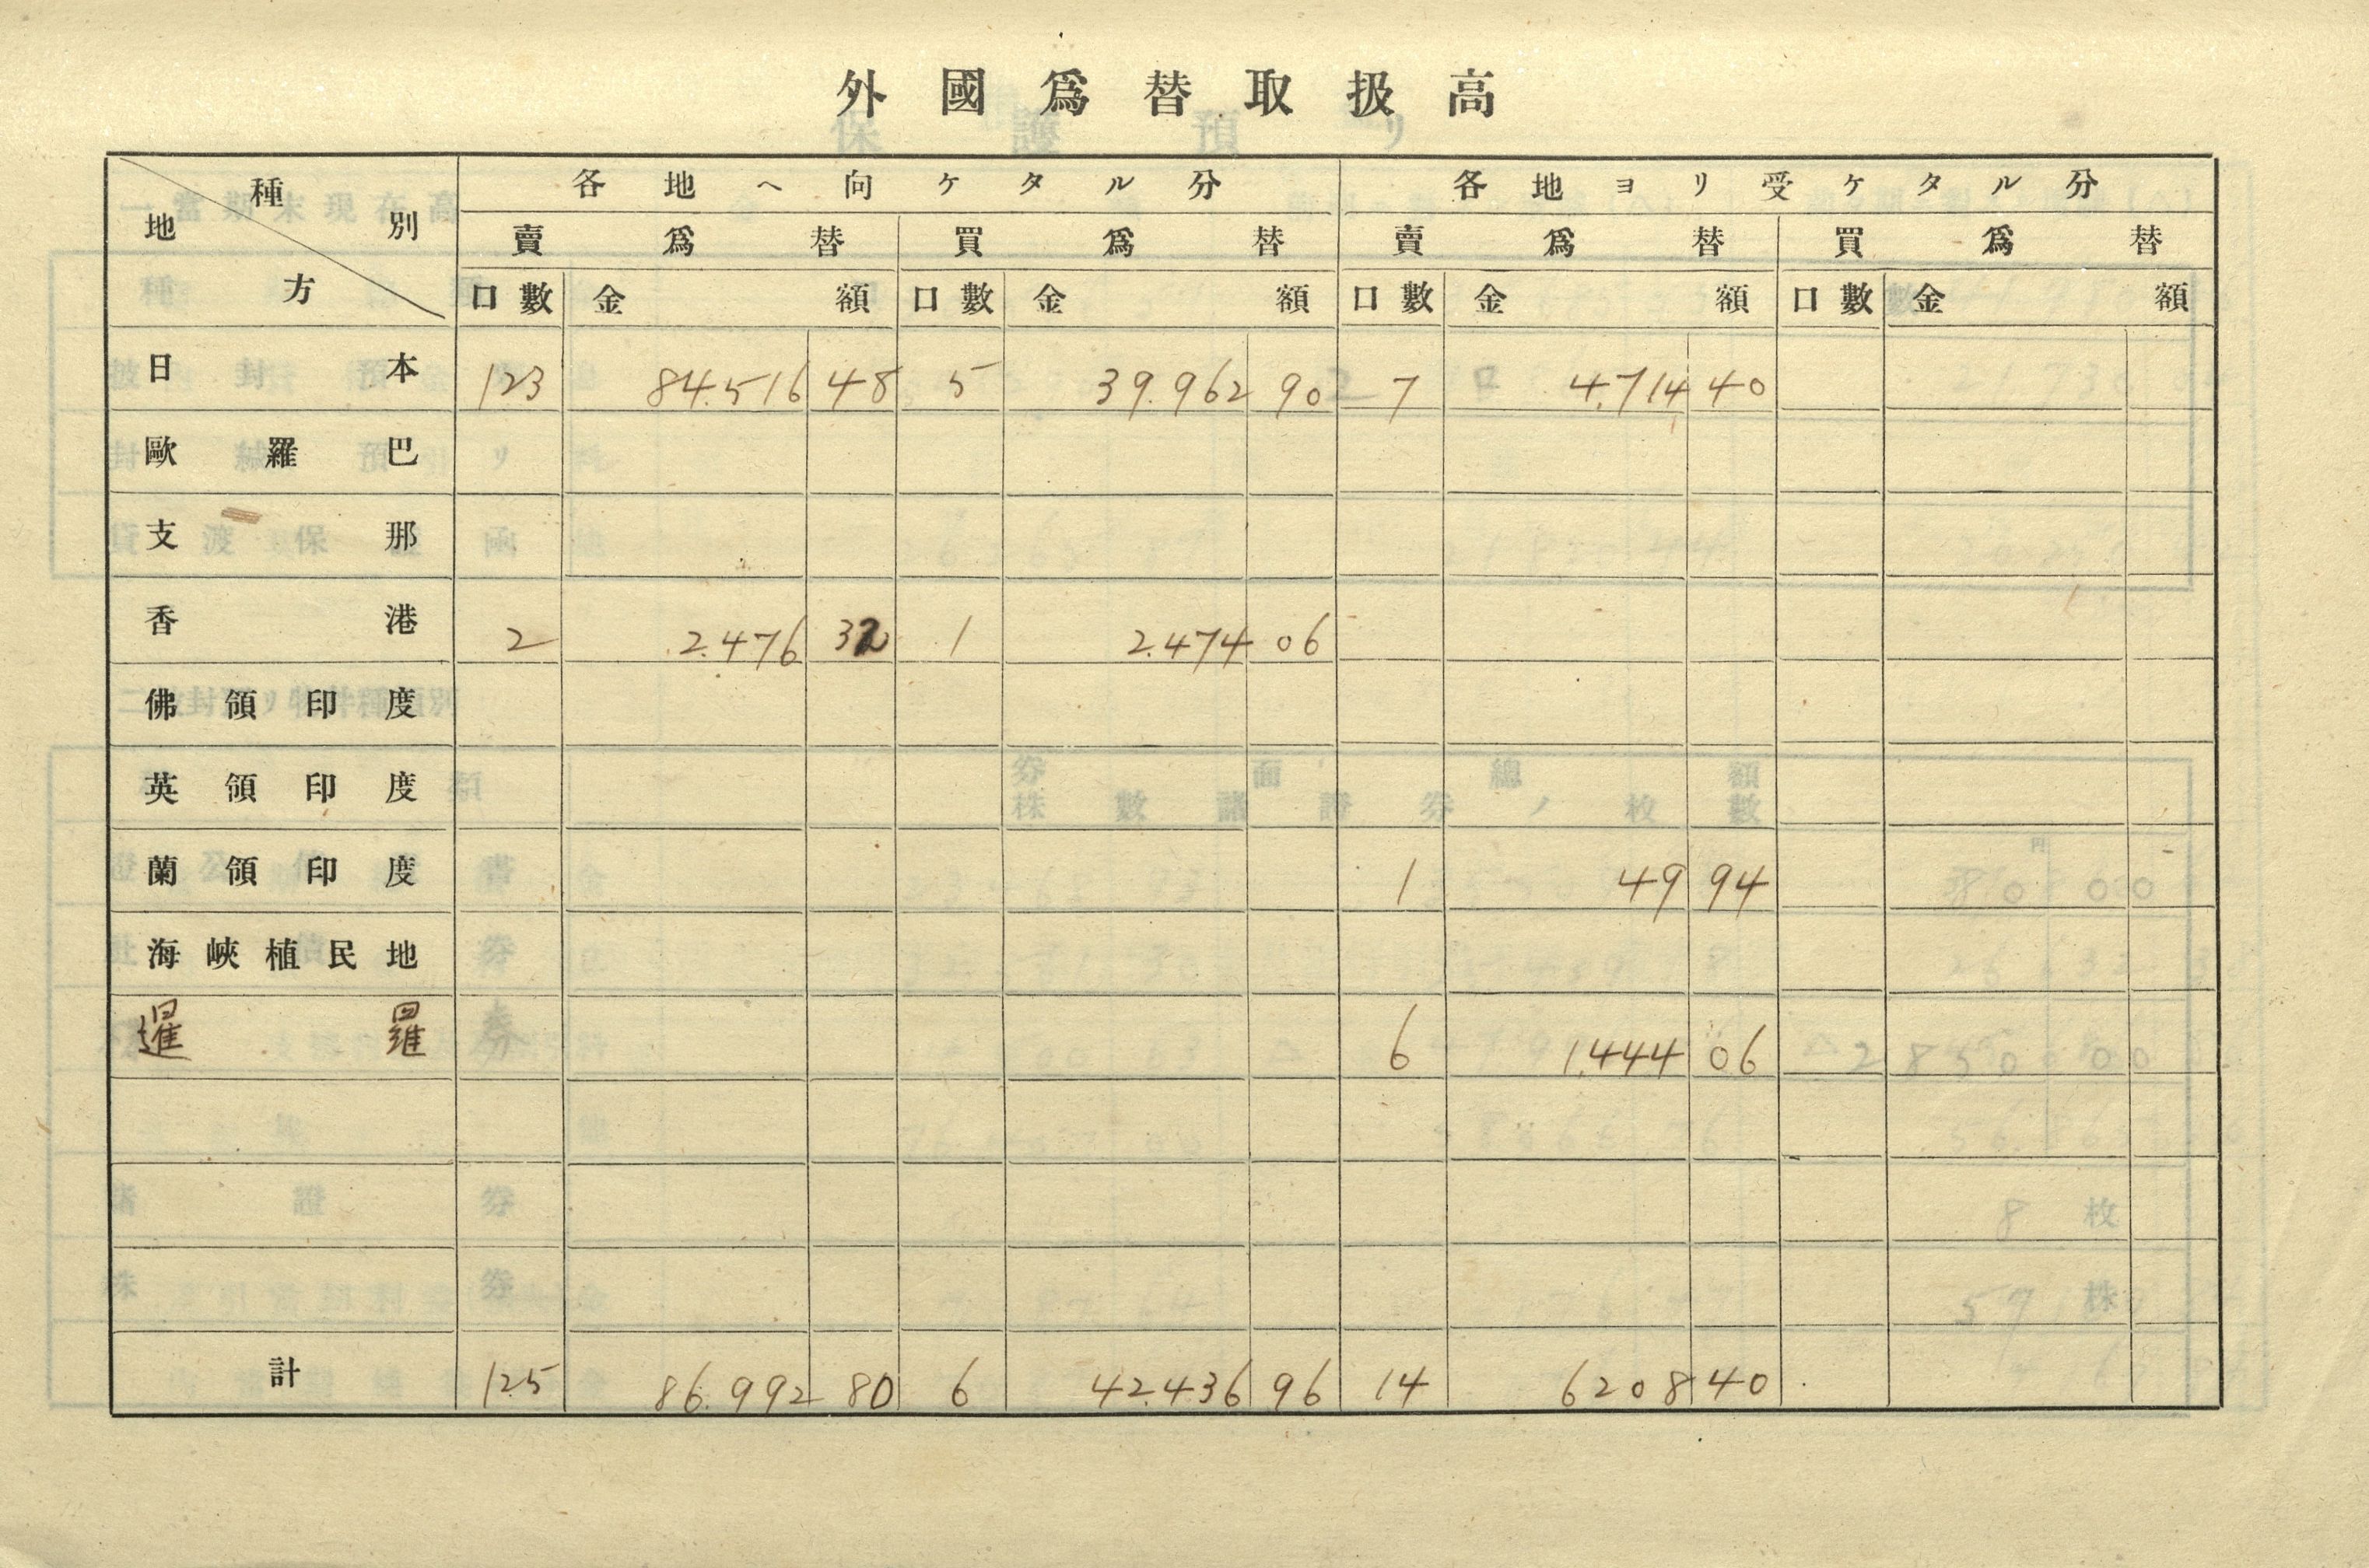 外國爲替取扱高
種別 地方 各地ヘ向ケタル分 各地ヨリ受ケタル分
賣爲替 買爲替 賣爲替 買爲替
口數 金額 口數 金額 口數 金額 口數 金額
日本 123 84.516 48 5 39.962 90 7 4,714 40
歐羅巴
支那
香港 2 2.476 32 1 2.474 06
佛領印度
英領印度
蘭領印度 1 49 94
海峽植民地
暹羅 6 1,444 06
計 125 86.992 80 6 42.436 96 14 6208 40